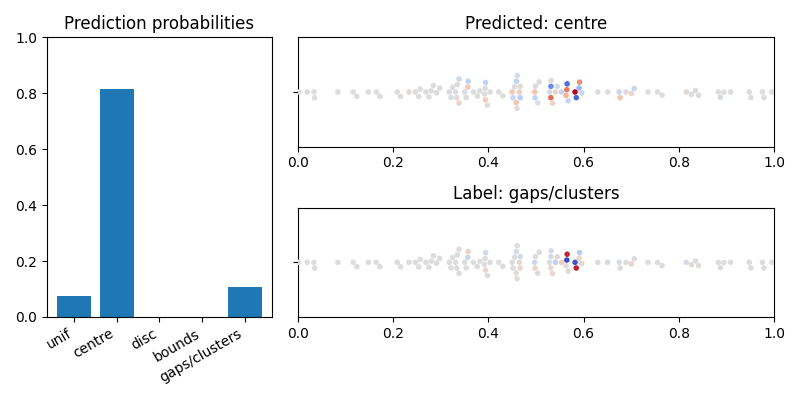 Prediction probabilities
1.0
0.8
0.6
0.4
0.2
0.0
unif
centre
disc
bounds
gaps/clusters
Predicted: centre
0.0 0.2 0.4 0.6 0.8 1.0
Label: gaps/clusters
0.0 0.2 0.4 0.6 0.8 1.0